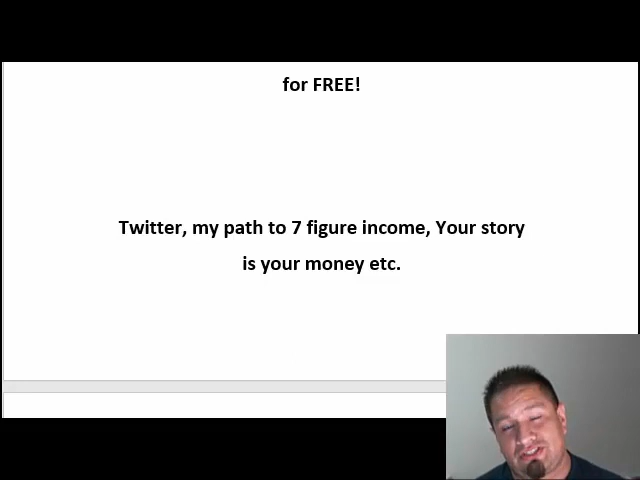 for FREE!
Twitter, my path to 7 figure income, Your story
is your money etc.